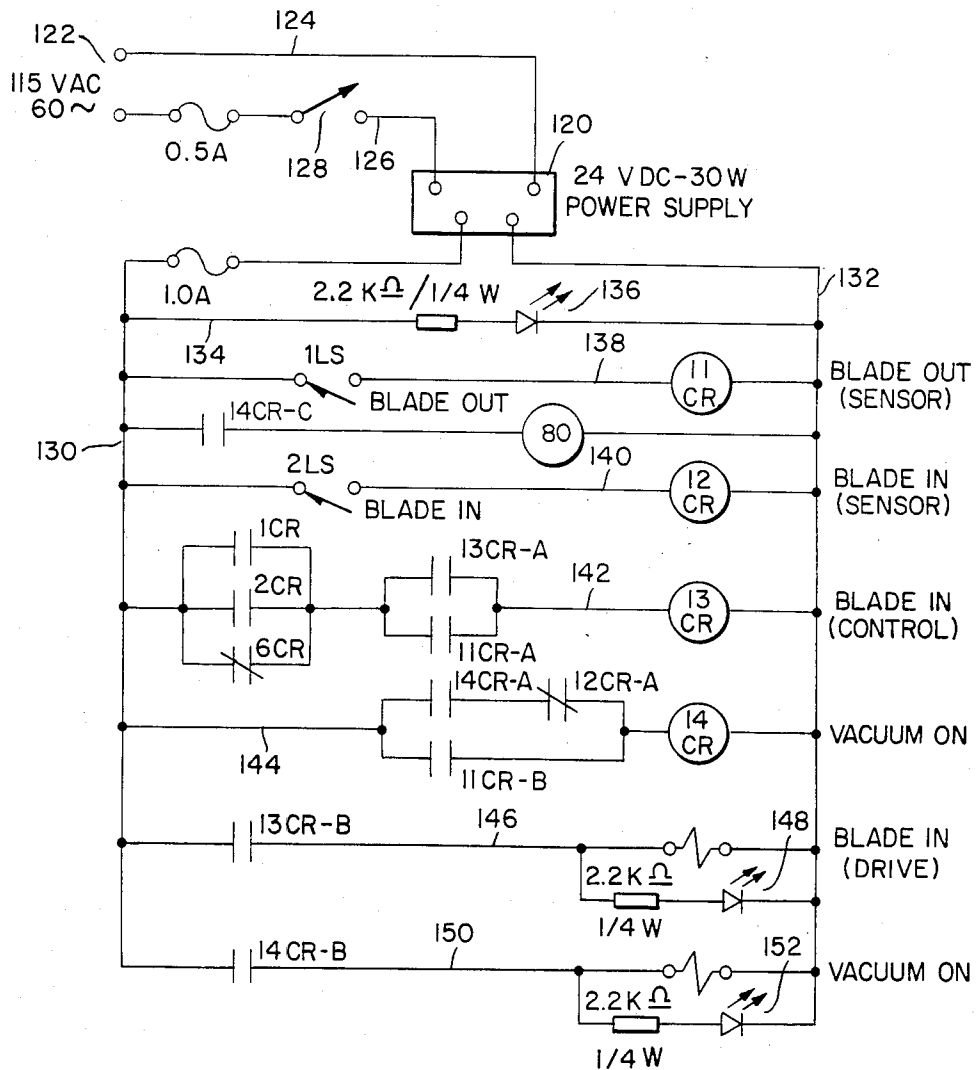 124
122
115 VAC
60~
0.5A
128
126
120
24 VDC-30W
POWER SUPPLY
1.0A
2.2 KΩ/1/4 W
136
132
134
1LS
138
11
CR
BLADE OUT
BLADE OUT
(SENSOR)
14CR-C
80
130
2LS
140
12
CR
BLADE IN
BLADE IN
(SENSOR)
1CR
2CR
6CR
13CR-A
11CR-A
142
13
CR
BLADE IN
(CONTROL)
14CR-A
12CR-A
144
11CR-B
14
CR
VACUUM ON
13CR-B
146
148
BLADE IN
(DRIVE)
2.2K Ω
1/4 W
14CR-B
150
152
VACUUM ON
2.2K Ω
1/4 W